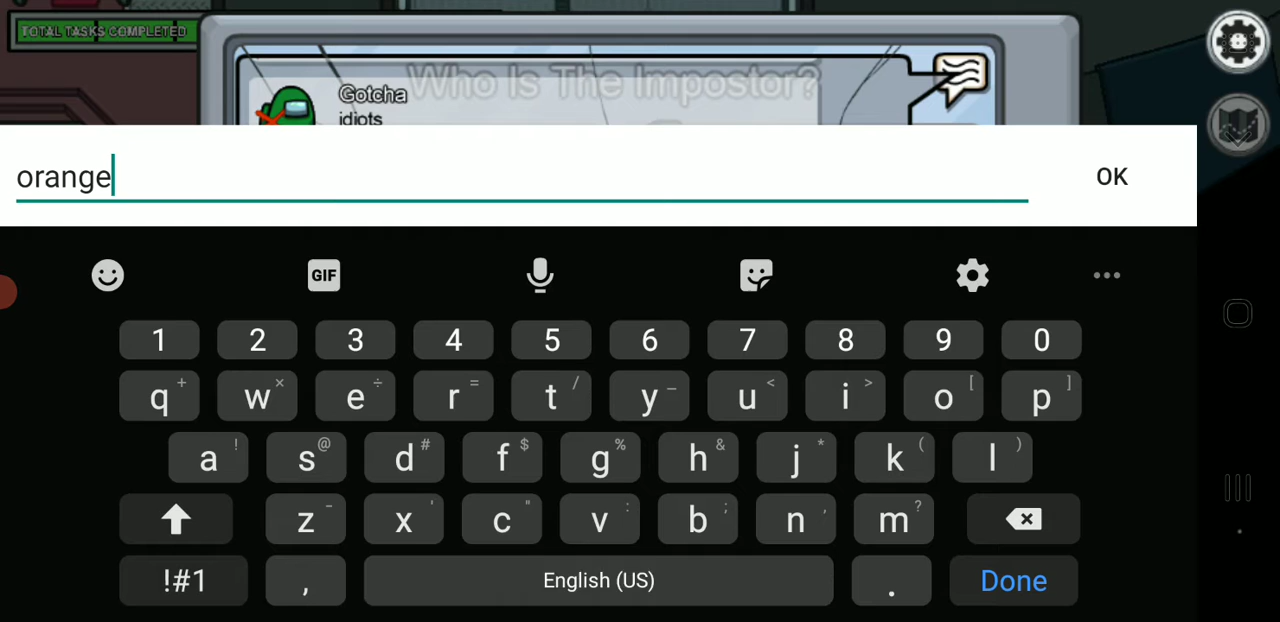 TOTAL TASKS COMPLETED
Who Is The Impostor?
Gotcha
idiots
orange
OK
GIF
1 2 3 4 5 6 7 8 9 0
q + w × e ÷ r = t / y _ u < i > o [ p ]
a ! s @ d # f $ g % h & j * k ( l )
z - x ' c " v : b ; n , m ?
!#1 , English (US) . Done